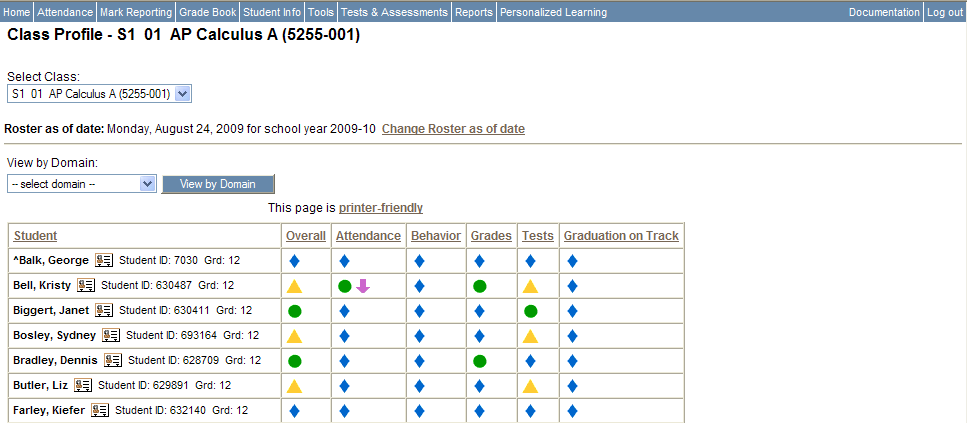 Home Attendance Mark Reporting Grade Book Student Info Tools Tests & Assessments Reports Personalized Learning Documentation Log out
Class Profile - S1 01 AP Calculus A (5255-001)
Select Class:
S1 01 AP Calculus A (5255-001)
Roster as of date: Monday, August 24, 2009 for school year 2009-10 Change Roster as of date
View by Domain:
-- select domain -- View by Domain
This page is printer-friendly
Student Overall Attendance Behavior Grades Tests Graduation on Track
^Balk, George Student ID: 7030 Grd: 12
Bell, Kristy Student ID: 630487 Grd: 12
Biggert, Janet Student ID: 630411 Grd: 12
Bosley, Sydney Student ID: 693164 Grd: 12
Bradley, Dennis Student ID: 628709 Grd: 12
Butler, Liz Student ID: 629891 Grd: 12
Farley, Kiefer Student ID: 632140 Grd: 12